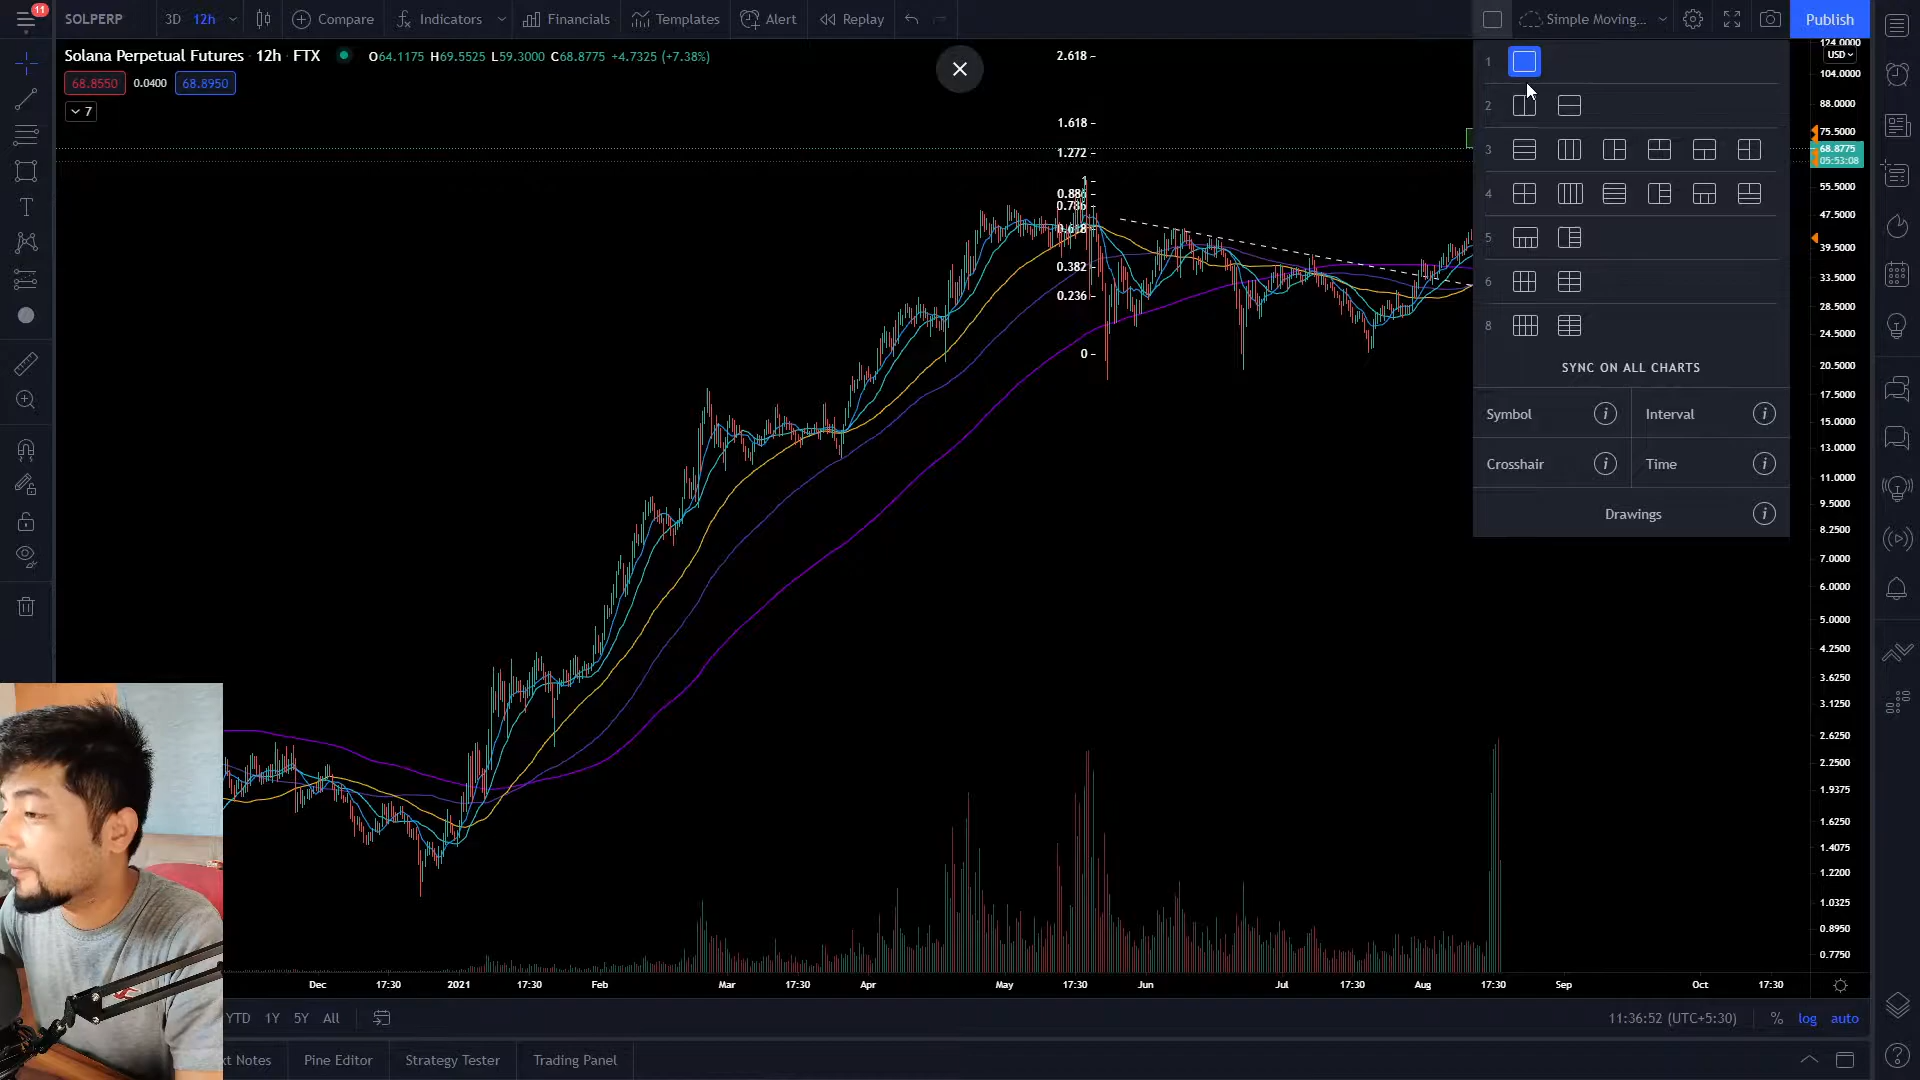 11
SOLPERP
3D 12h
Compare
Indicators
Financials
Templates
Alert
Replay
Simple Moving...
Publish
Solana Perpetual Futures · 12h · FTX
O64.1175 H69.5525 L59.3000 C68.8775 +4.7325 (+7.38%)
68.8550 0.0400 68.8950
7
2.618
1.618
1.272
1
0.886
0.786
0.618
0.382
0.236
0
1
2
3
4
5
6
8
SYNC ON ALL CHARTS
Symbol
Interval
Crosshair
Time
Drawings
124.0000
USD
104.0000
88.0000
75.5000
68.8775
05:53:08
55.5000
47.5000
39.5000
33.5000
28.5000
24.5000
20.5000
17.5000
15.0000
13.0000
11.0000
9.5000
8.2500
7.0000
6.0000
5.0000
4.2500
3.6250
3.1250
2.6250
2.2500
1.9375
1.6250
1.4075
1.2200
1.0325
0.8950
0.7750
Dec 17:30 2021 17:30 Feb Mar 17:30 Apr May 17:30 Jun Jul 17:30 Aug 17:30 Sep Oct 17:30
YTD 1Y 5Y All
11:36:52 (UTC+5:30) % log auto
xt Notes Pine Editor Strategy Tester Trading Panel